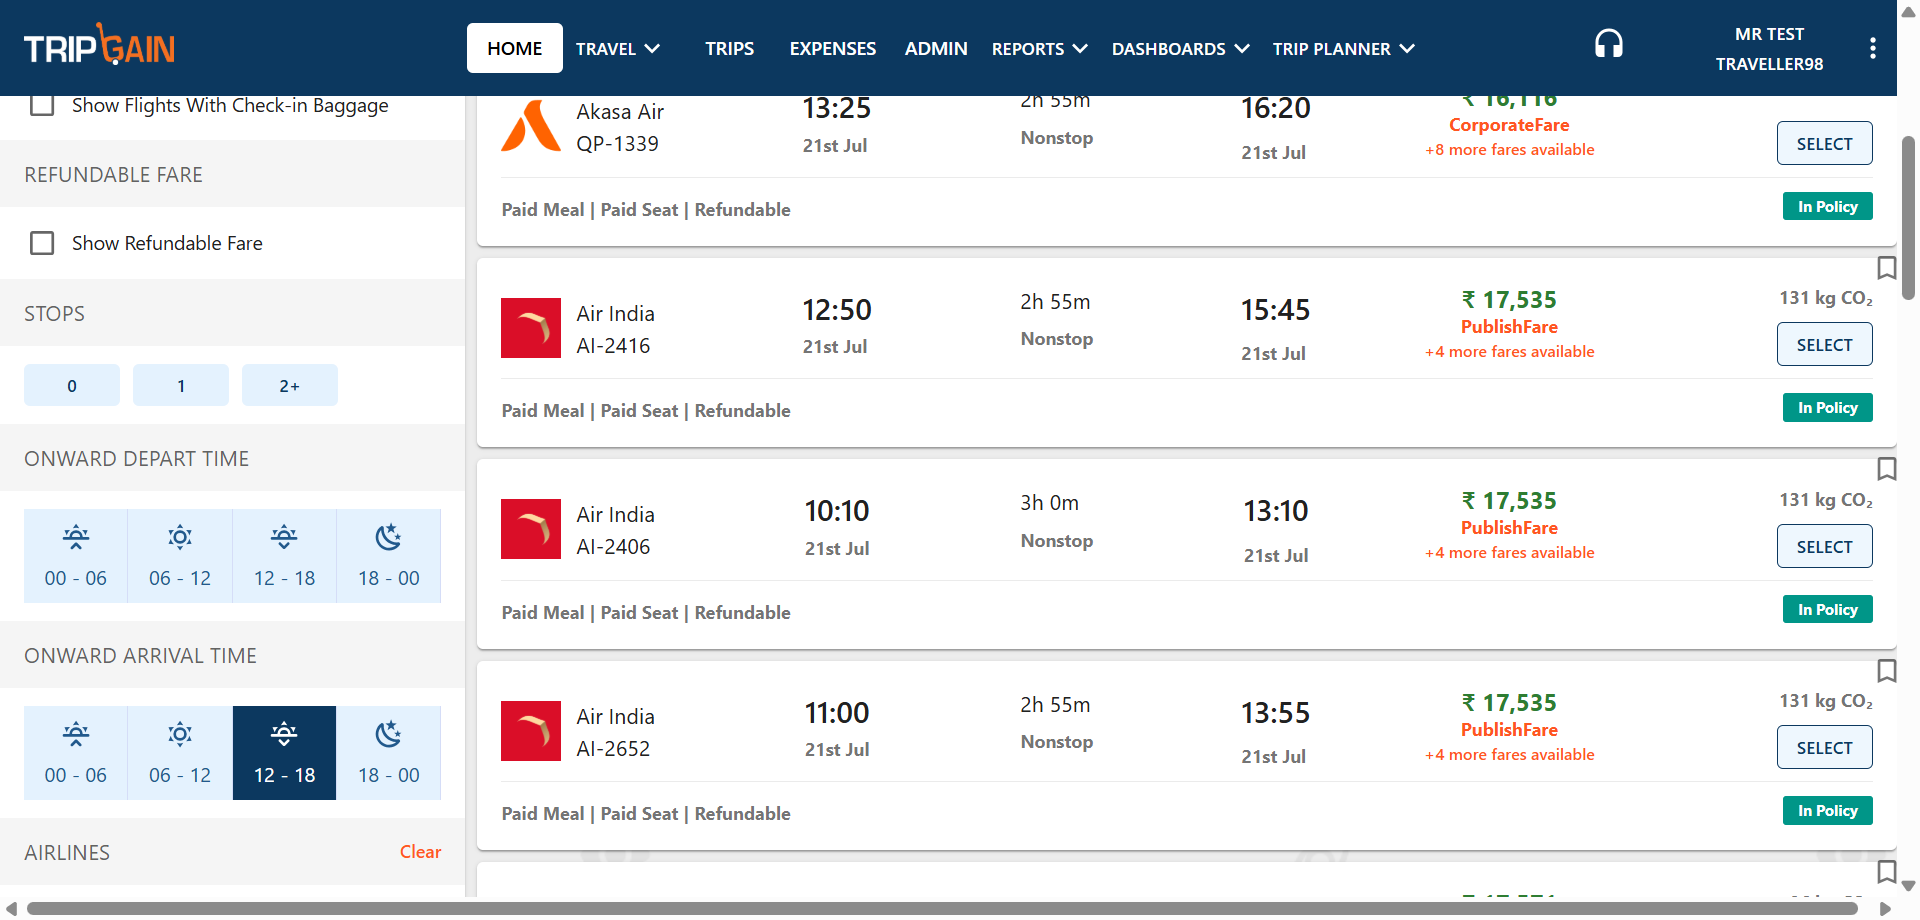 TRIPGAIN
HOME
TRAVEL
TRIPS
EXPENSES
ADMIN
REPORTS
DASHBOARDS
TRIP PLANNER
MR TEST
TRAVELLER98
Show Flights With Check-in Baggage
REFUNDABLE FARE
Show Refundable Fare
STOPS
0
1
2+
ONWARD DEPART TIME
00 - 06
06 - 12
12 - 18
18 - 00
ONWARD ARRIVAL TIME
00 - 06
06 - 12
12 - 18
18 - 00
AIRLINES
Clear
Akasa Air
QP-1339
13:25
21st Jul
2h 55m
Nonstop
16:20
21st Jul
₹ 16,116
CorporateFare
+8 more fares available
SELECT
Paid Meal | Paid Seat | Refundable
In Policy
Air India
AI-2416
12:50
21st Jul
2h 55m
Nonstop
15:45
21st Jul
₹ 17,535
PublishFare
+4 more fares available
131 kg CO₂
SELECT
Paid Meal | Paid Seat | Refundable
In Policy
Air India
AI-2406
10:10
21st Jul
3h 0m
Nonstop
13:10
21st Jul
₹ 17,535
PublishFare
+4 more fares available
131 kg CO₂
SELECT
Paid Meal | Paid Seat | Refundable
In Policy
Air India
AI-2652
11:00
21st Jul
2h 55m
Nonstop
13:55
21st Jul
₹ 17,535
PublishFare
+4 more fares available
131 kg CO₂
SELECT
Paid Meal | Paid Seat | Refundable
In Policy